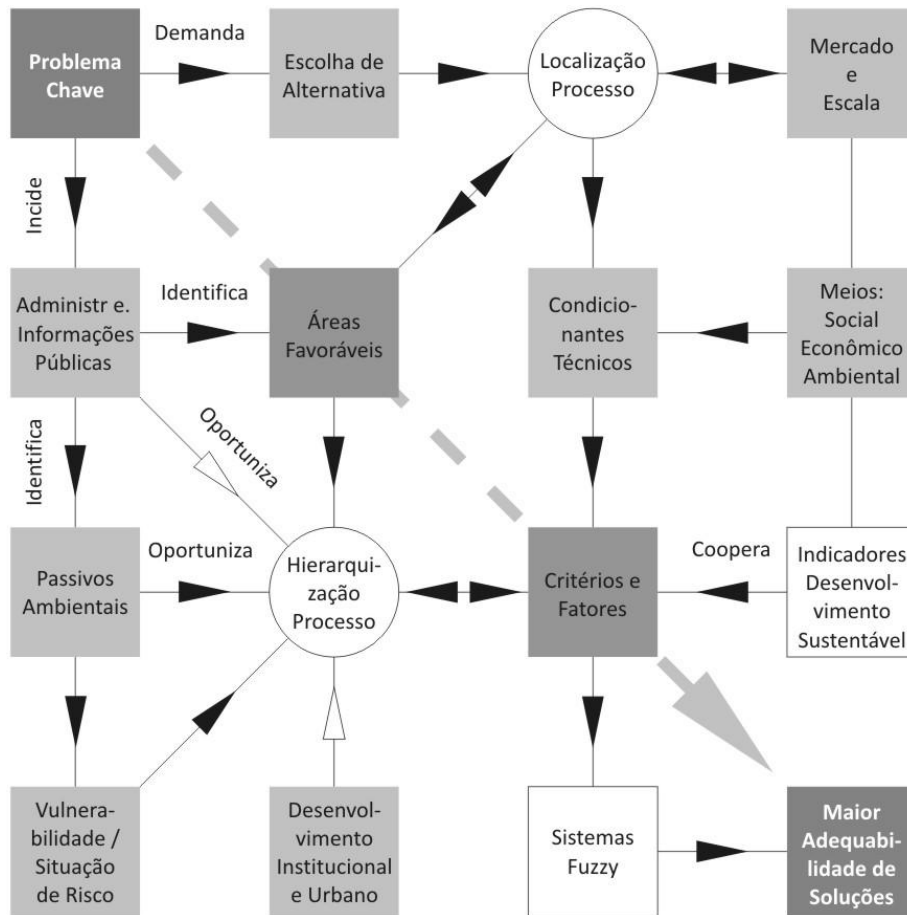 Problema
Chave
Demanda
Escolha de
Alternativa
Localização
Processo
Mercado
e
Escala
Incide
Administr e.
Informações
Públicas
Identifica
Áreas
Favoráveis
Condicio-
nantes
Técnicos
Meios:
Social
Econômico
Ambiental
Identifica
Oportuniza
Passivos
Ambientais
Oportuniza
Hierarqui-
zação
Processo
Critérios e
Fatores
Coopera
Indicadores
Desenvol-
vimento
Sustentável
Vulnera-
bilidade /
Situação
de Risco
Desenvol-
vimento
Institucional
e Urbano
Sistemas
Fuzzy
Maior
Adequabi-
lidade de
Soluções